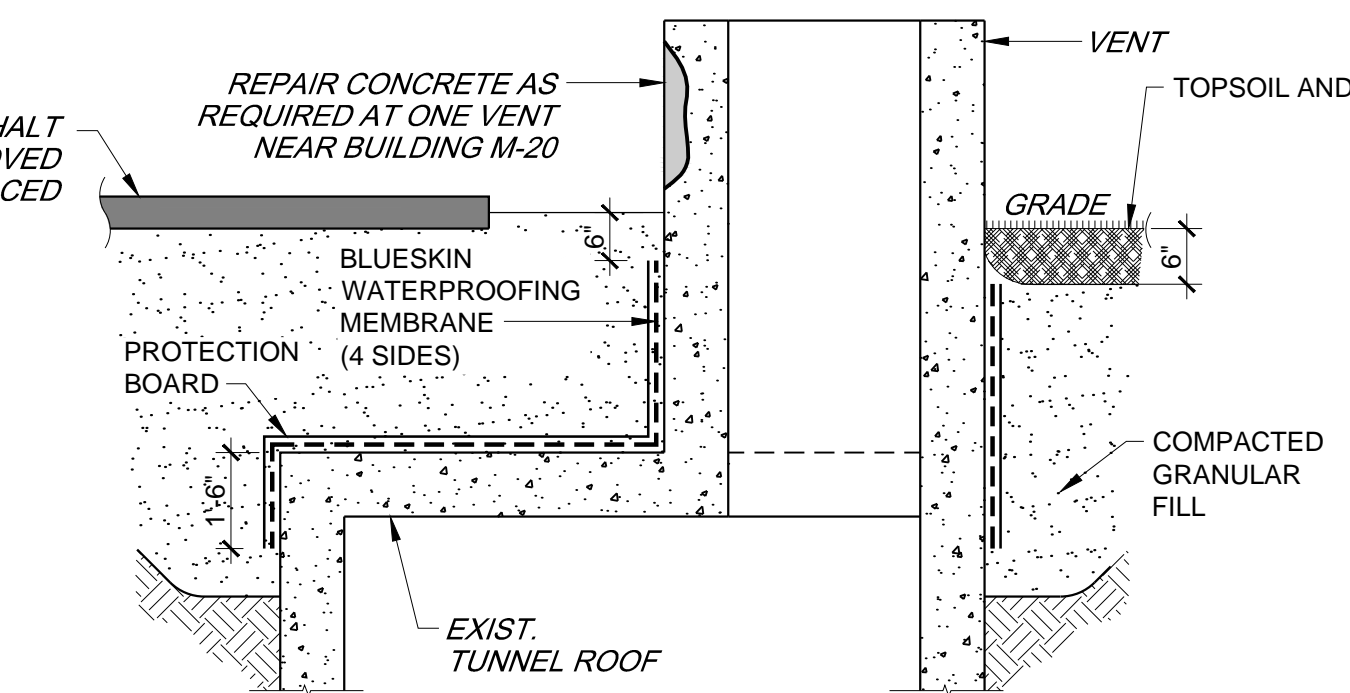 VENT
TOPSOIL AND
REPAIR CONCRETE AS
REQUIRED AT ONE VENT
NEAR BUILDING M-20
HALT
OVED
CED
GRADE
6"
6"
BLUESKIN
WATERPROOFING
MEMBRANE
(4 SIDES)
PROTECTION
BOARD
1'-6"
COMPACTED
GRANULAR
FILL
EXIST.
TUNNEL ROOF